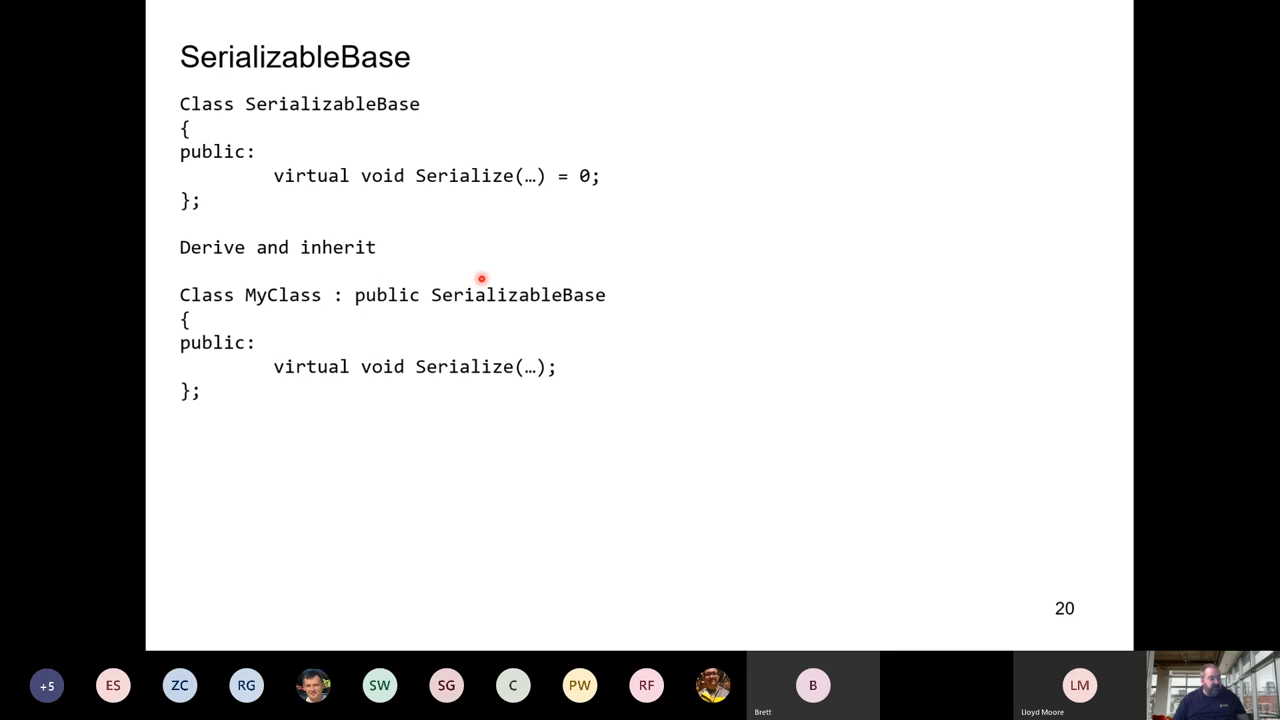 SerializableBase
Class SerializableBase
{
public:
virtual void Serialize(…) = 0;
};
Derive and inherit
Class MyClass : public SerializableBase
{
public:
virtual void Serialize(…);
};
20
+5
ES
ZC
RG
SW
SG
C
PW
RF
B
LM
Brett
Lloyd Moore